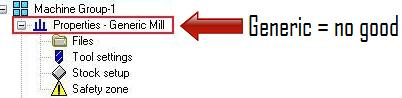 Machine Group-1
Properties - Generic Mill
Generic = no good
Files
Tool settings
Stock setup
Safety zone